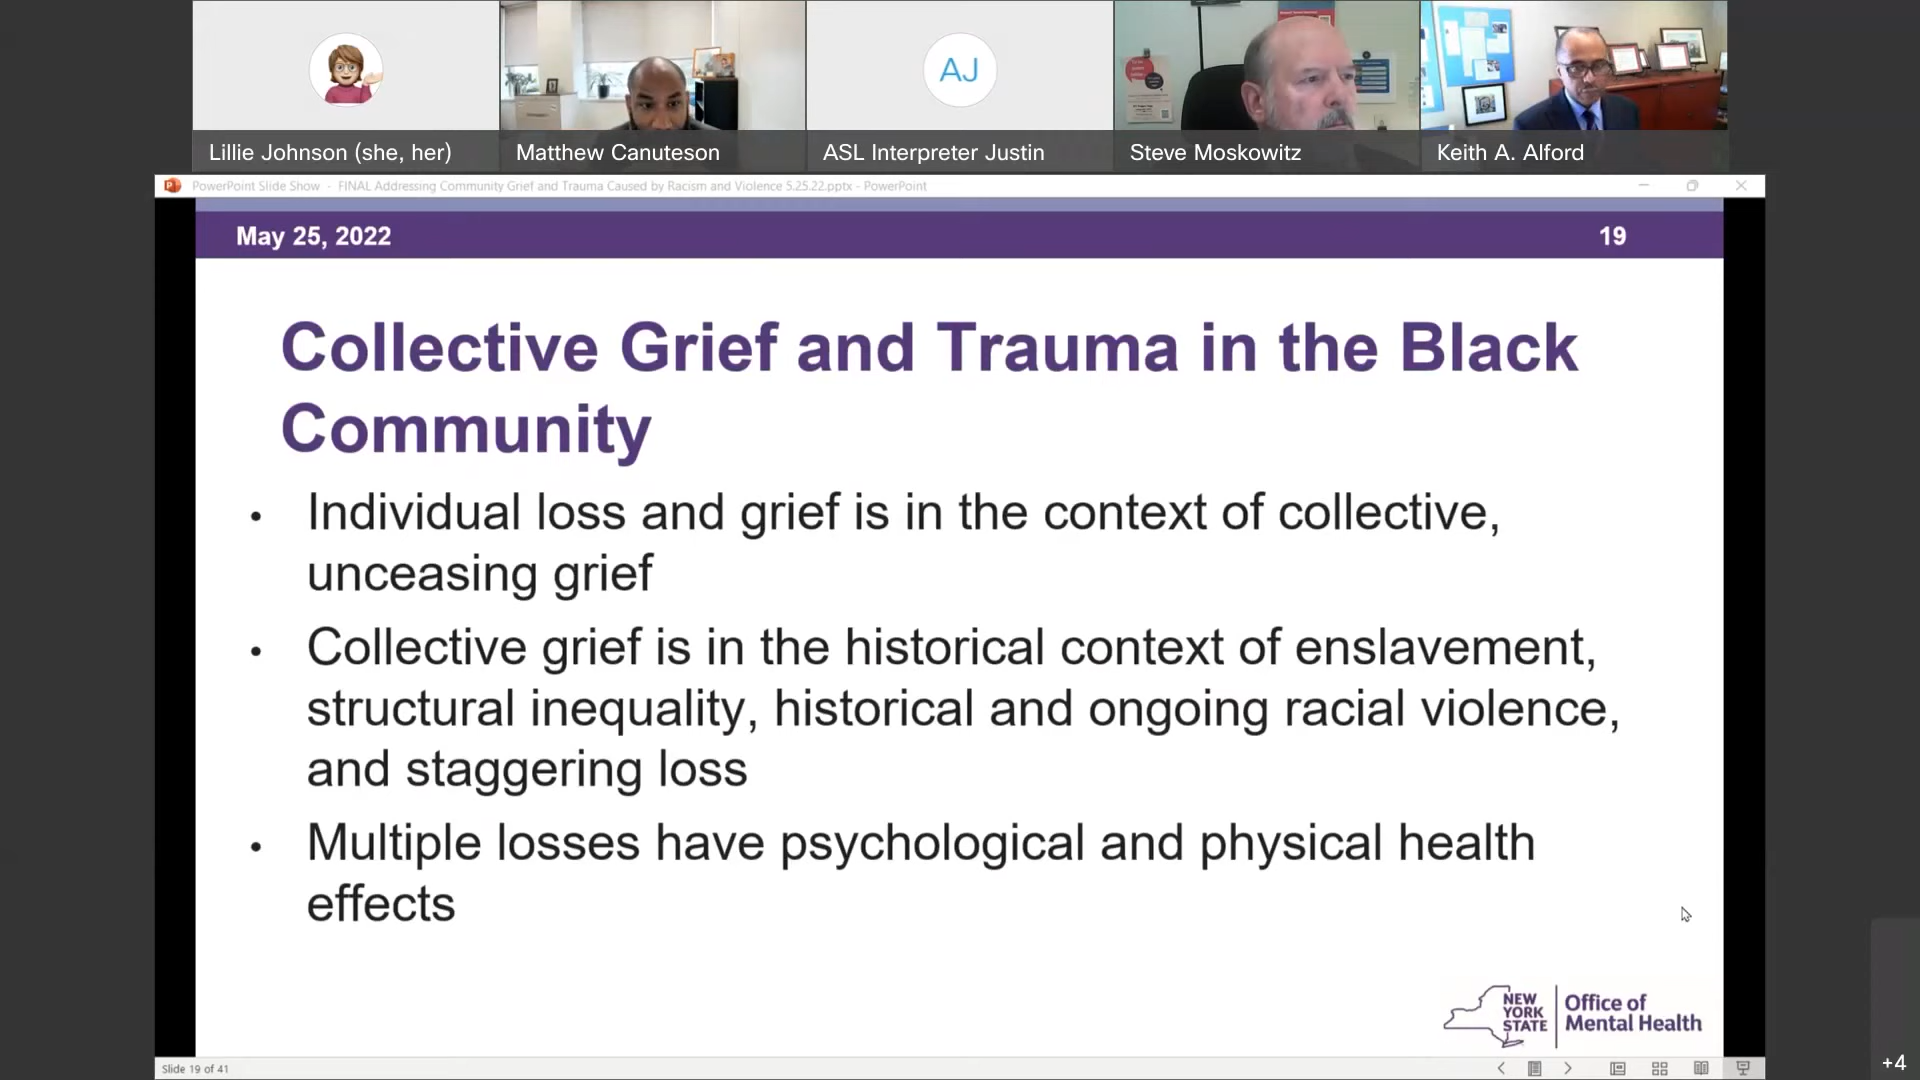 AJ
Lillie Johnson (she, her)
Matthew Canuteson
ASL Interpreter Justin
Steve Moskowitz
Keith A. Alford
PowerPoint Slide Show - FINAL Addressing Community Grief and Trauma Caused by Racism and Violence 5.25.22.pptx - PowerPoint
May 25, 2022
19
Collective Grief and Trauma in the Black
Community
• Individual loss and grief is in the context of collective,
unceasing grief
• Collective grief is in the historical context of enslavement,
structural inequality, historical and ongoing racial violence,
and staggering loss
• Multiple losses have psychological and physical health
effects
NEW
YORK
STATE
Office of
Mental Health
Slide 19 of 41
+4